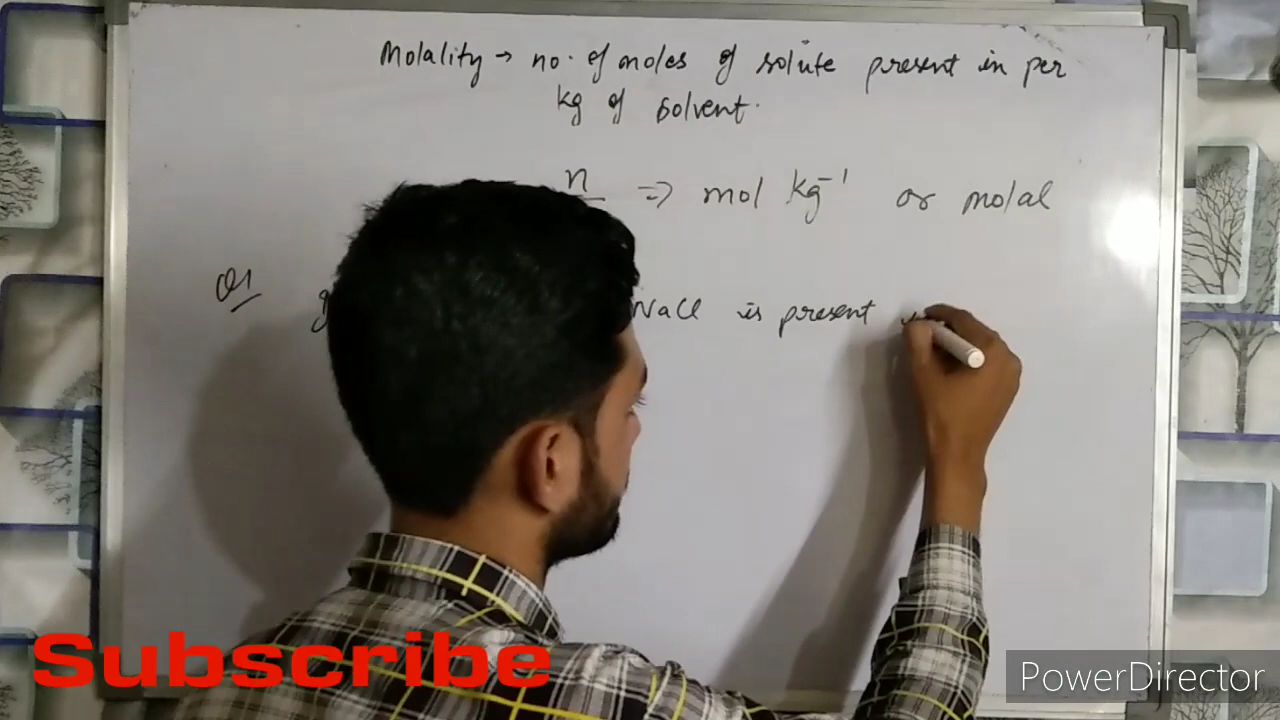 Molality → no. of moles of solute present in per
kg of solvent.
n ⇒ mol kg⁻¹ or molal
Q1 NaCl is present
Subscribe
PowerDirector